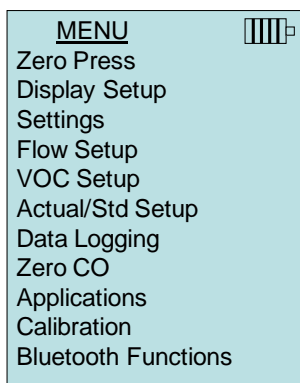 MENU
Zero Press
Display Setup
Settings
Flow Setup
VOC Setup
Actual/Std Setup
Data Logging
Zero CO
Applications
Calibration
Bluetooth Functions